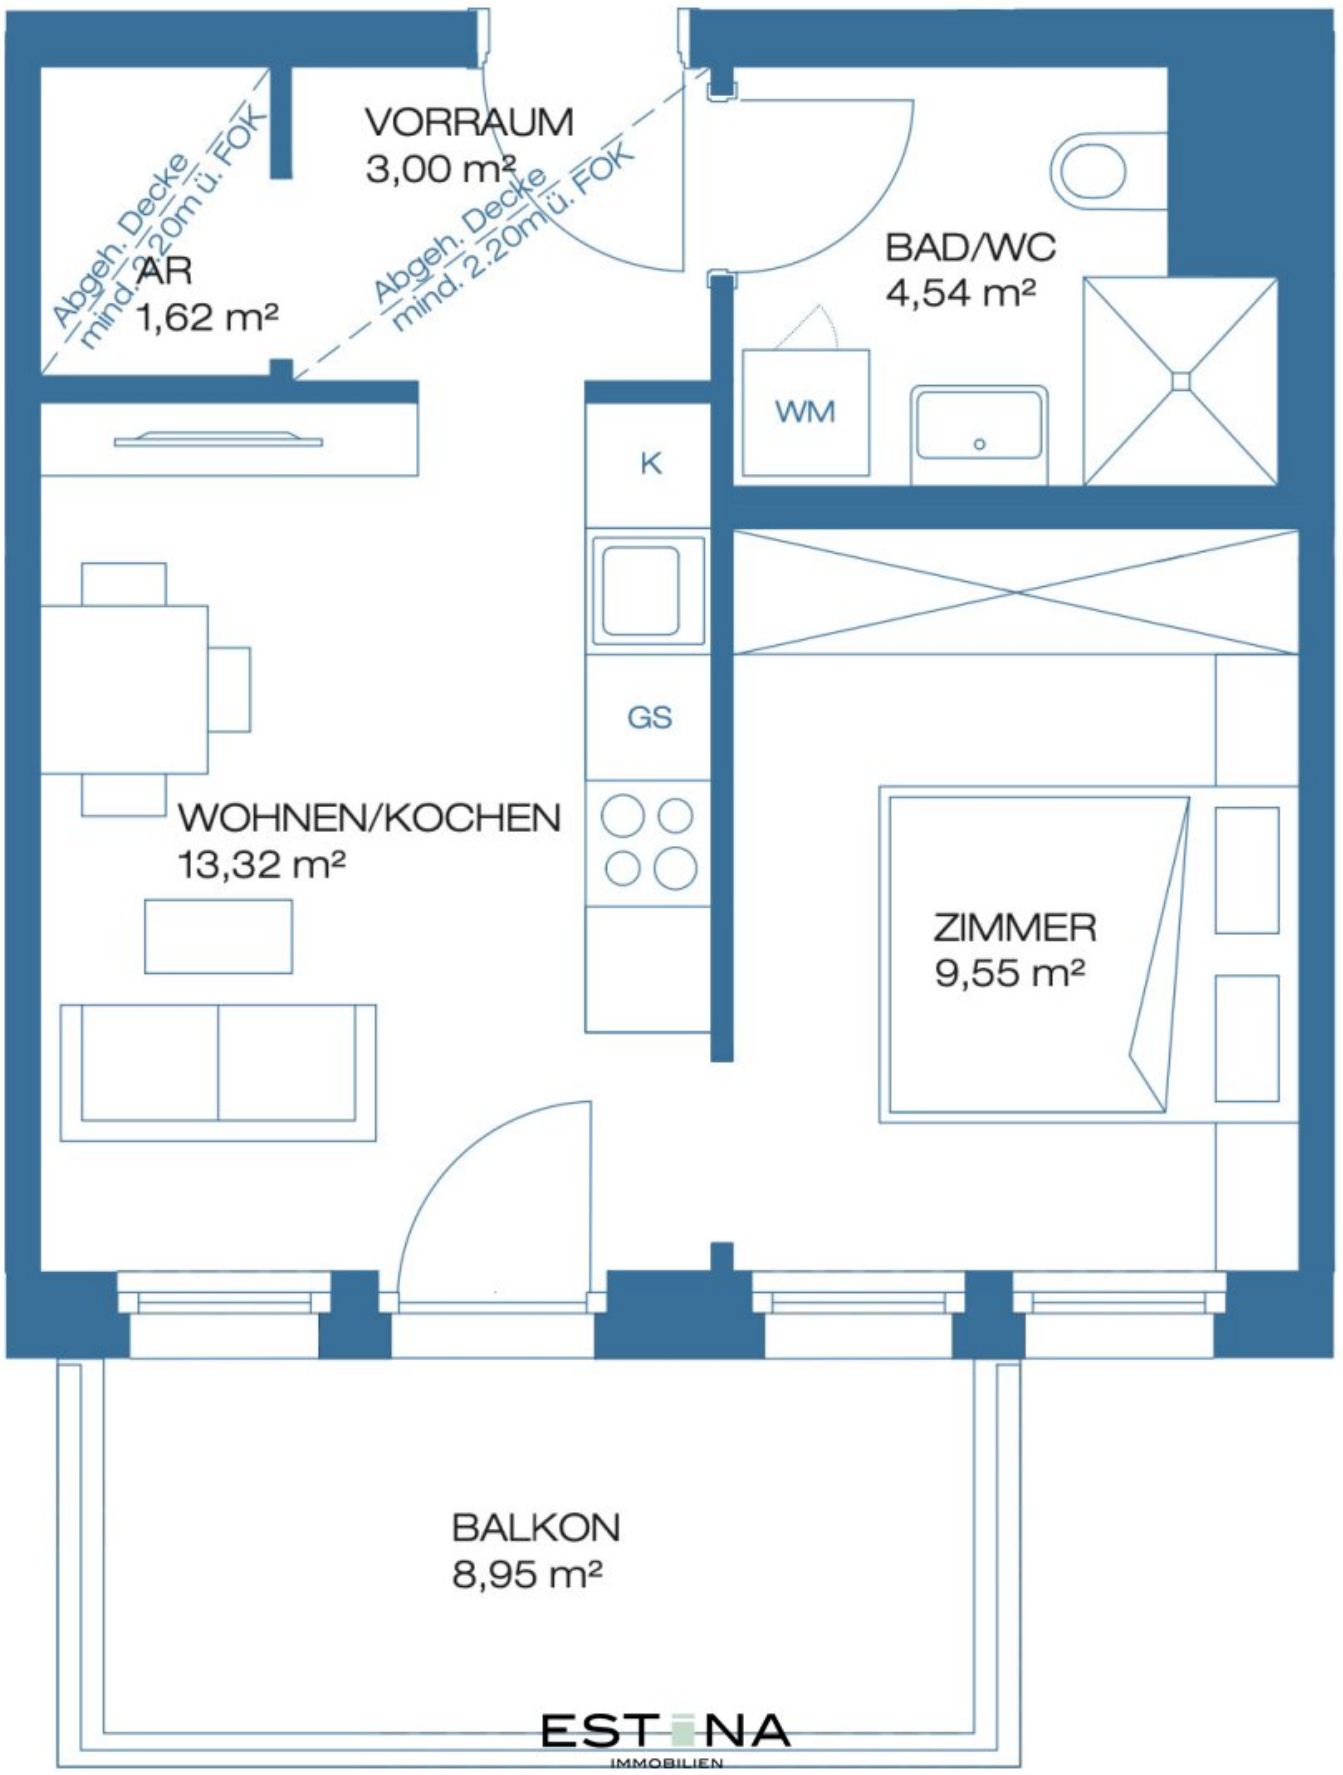 VORRAUM
3,00 m²
Abgeh. Decke
mind. 2.20m ü. FOK
Abgeh. Decke
mind. 2.20m ü. FOK
AR
1,62 m²
BAD/WC
4,54 m²
WM
K
GS
WOHNEN/KOCHEN
13,32 m²
ZIMMER
9,55 m²
BALKON
8,95 m²
ESTINA
IMMOBILIEN